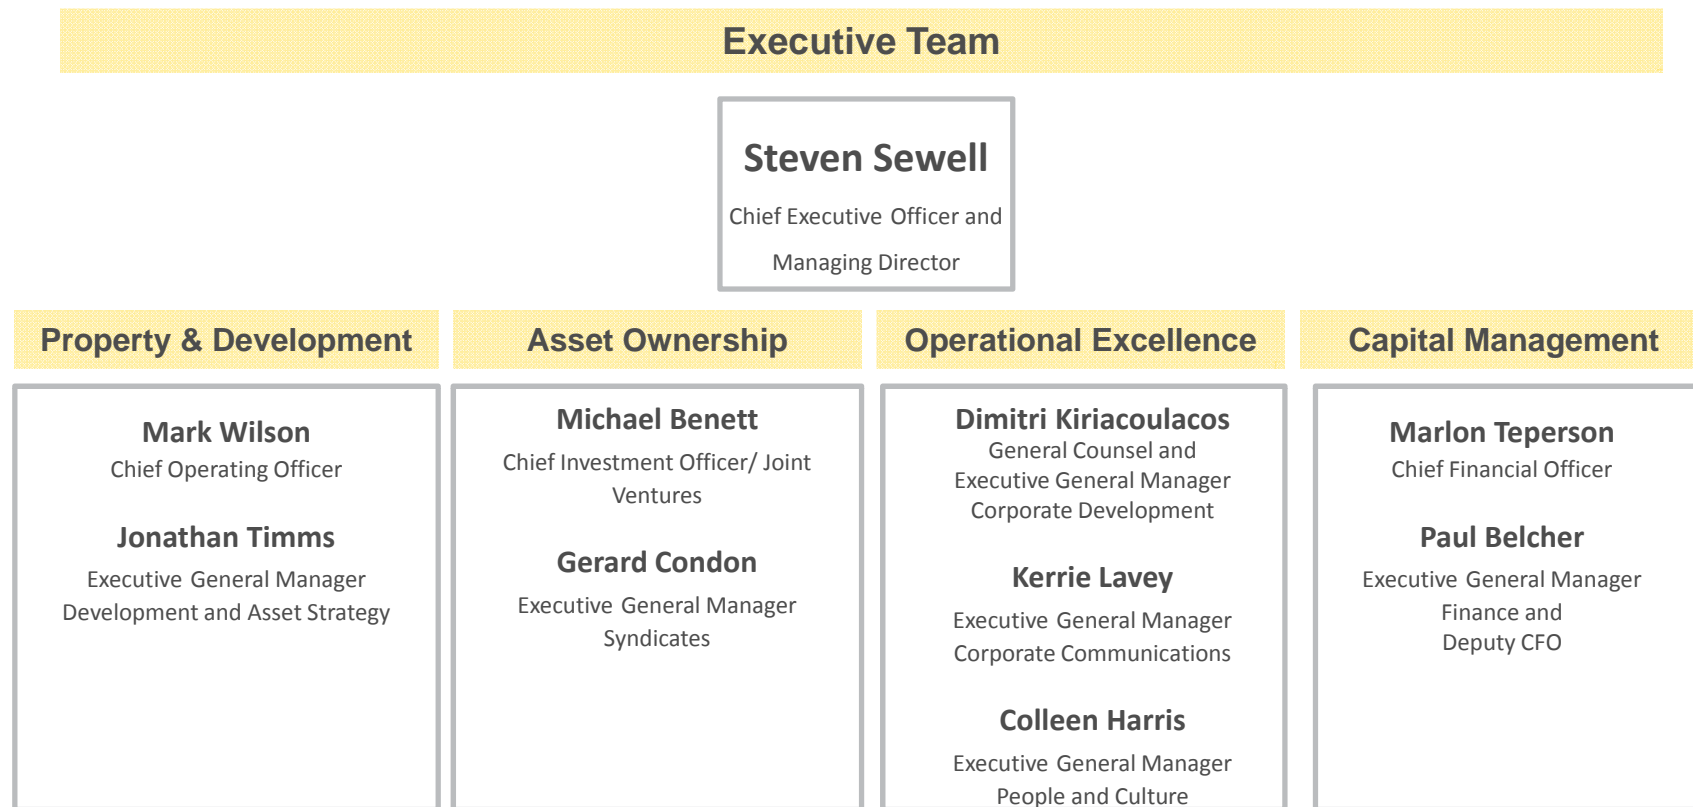 Executive Team
Steven Sewell
Chief Executive Officer and
Managing Director
Property & Development
Mark Wilson
Chief Operating Officer
Jonathan Timms
Executive General Manager
Development and Asset Strategy
Asset Ownership
Michael Benett
Chief Investment Officer/ Joint
Ventures
Gerard Condon
Executive General Manager
Syndicates
Operational Excellence
Dimitri Kiriacoulacos
General Counsel and
Executive General Manager
Corporate Development
Kerrie Lavey
Executive General Manager
Corporate Communications
Colleen Harris
Executive General Manager
People and Culture
Capital Management
Marlon Teperson
Chief Financial Officer
Paul Belcher
Executive General Manager
Finance and
Deputy CFO